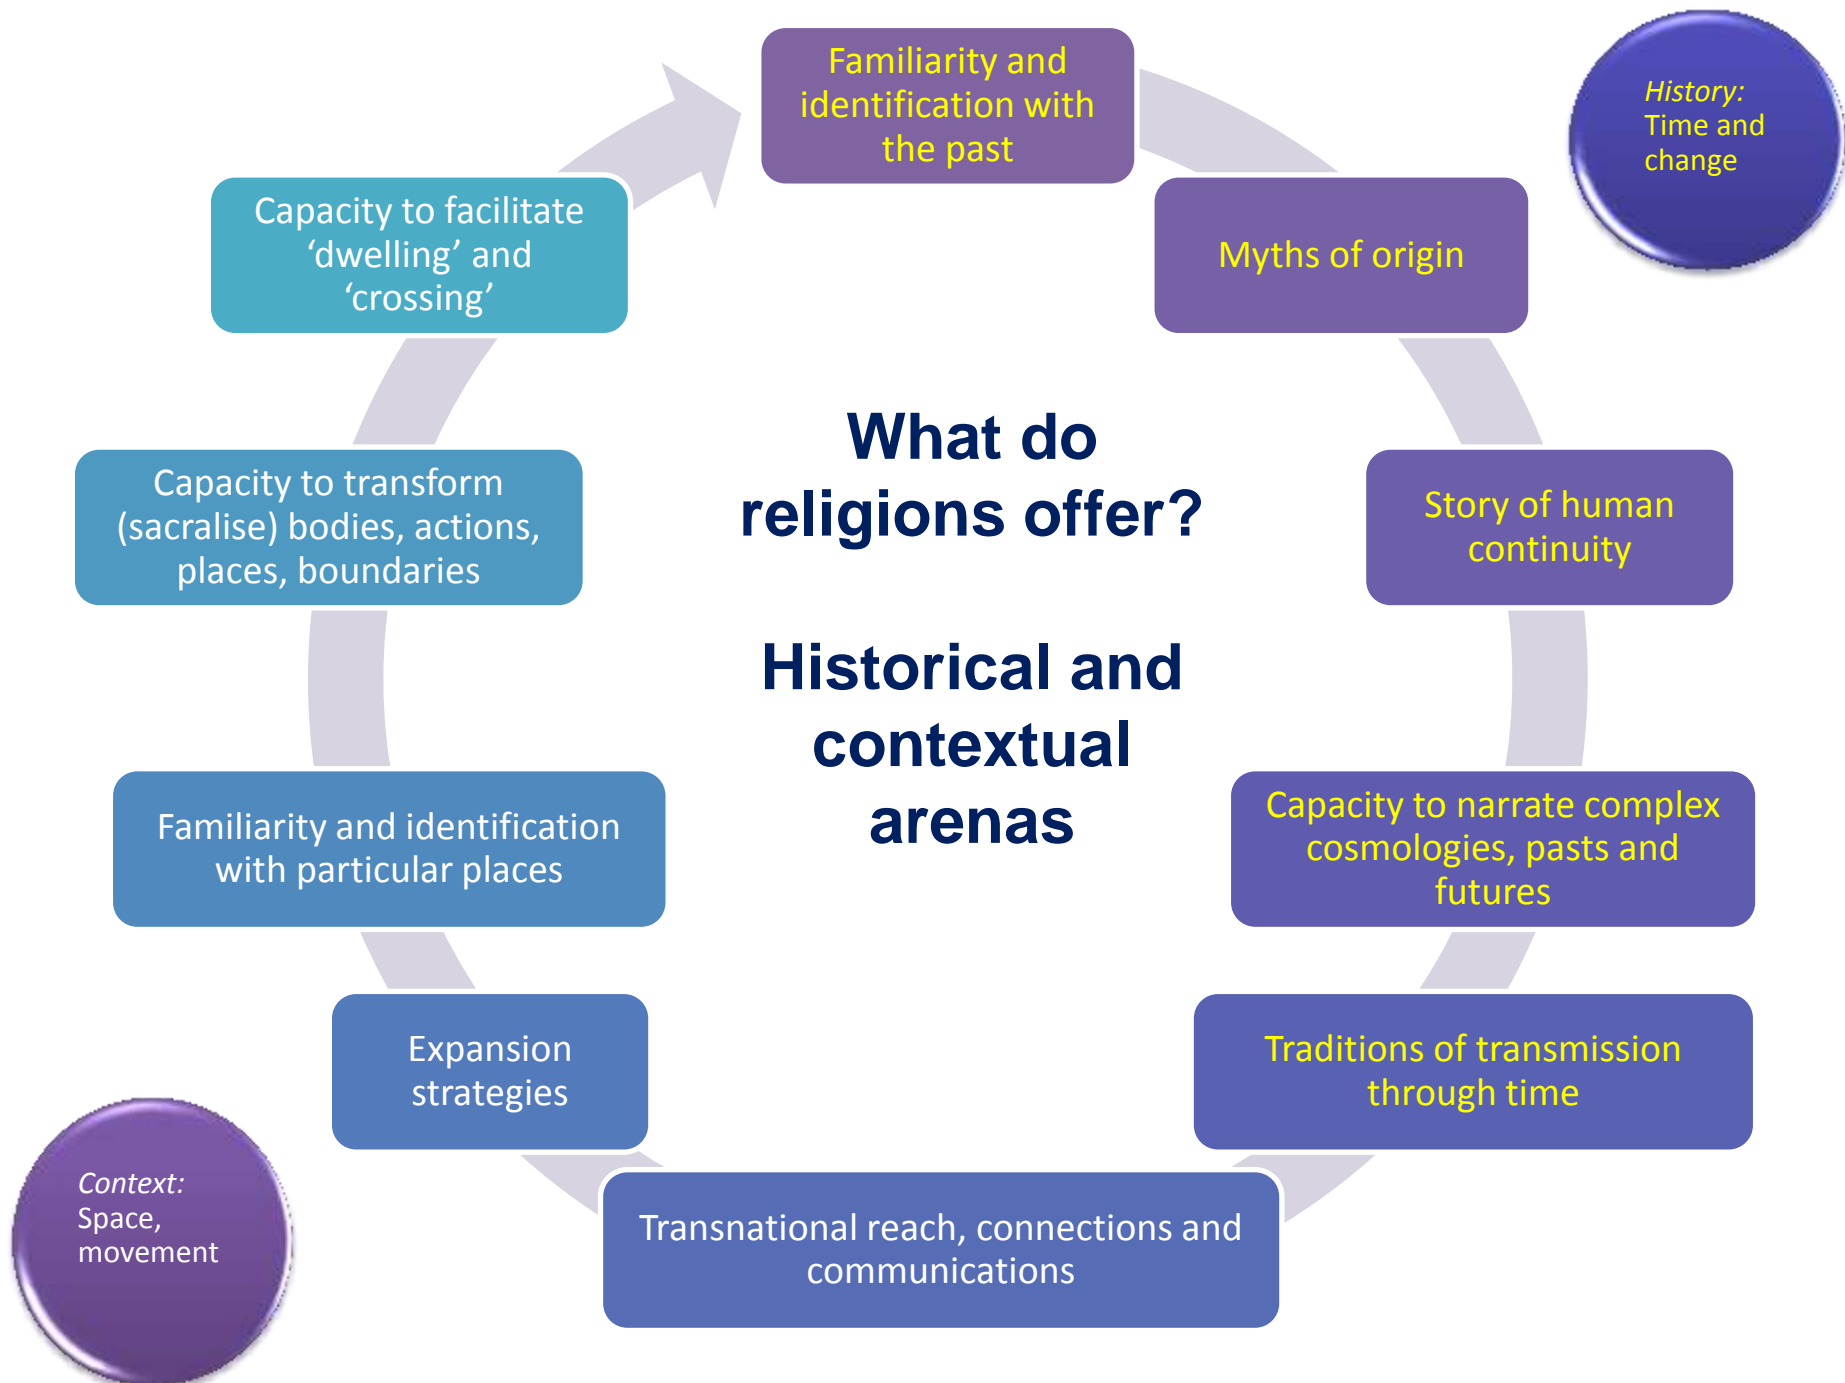 What do
religions offer?
Historical and
contextual
arenas
Familiarity and
identification with
the past
Myths of origin
Story of human
continuity
Capacity to narrate complex
cosmologies, pasts and
futures
Traditions of transmission
through time
Transnational reach, connections and
communications
Expansion
strategies
Familiarity and identification
with particular places
Capacity to transform
(sacralise) bodies, actions,
places, boundaries
Capacity to facilitate
‘dwelling’ and
‘crossing’
History:
Time and
change
Context:
Space,
movement